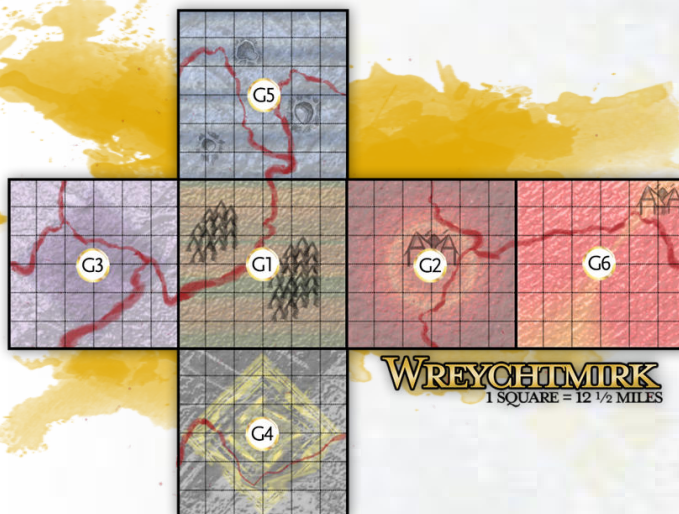 G5
G3
G1
G2
G6
G4
WREYCHTMIRK
1 SQUARE = 12 ½ MILES